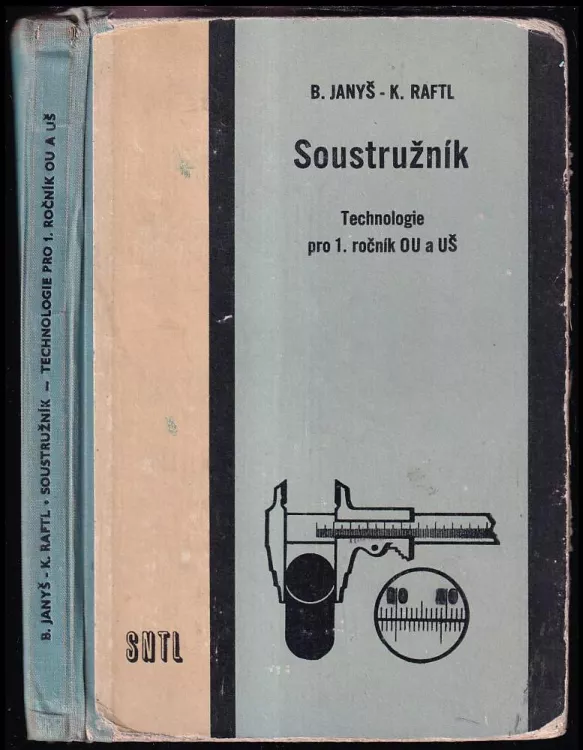 B. JANYŠ - K. RAFTL • SOUSTRUŽNÍK — TECHNOLOGIE PRO 1. ROČNÍK OU A UŠ
B. JANYŠ - K. RAFTL
Soustružník
Technologie
pro 1. ročník OU a UŠ
SNTL